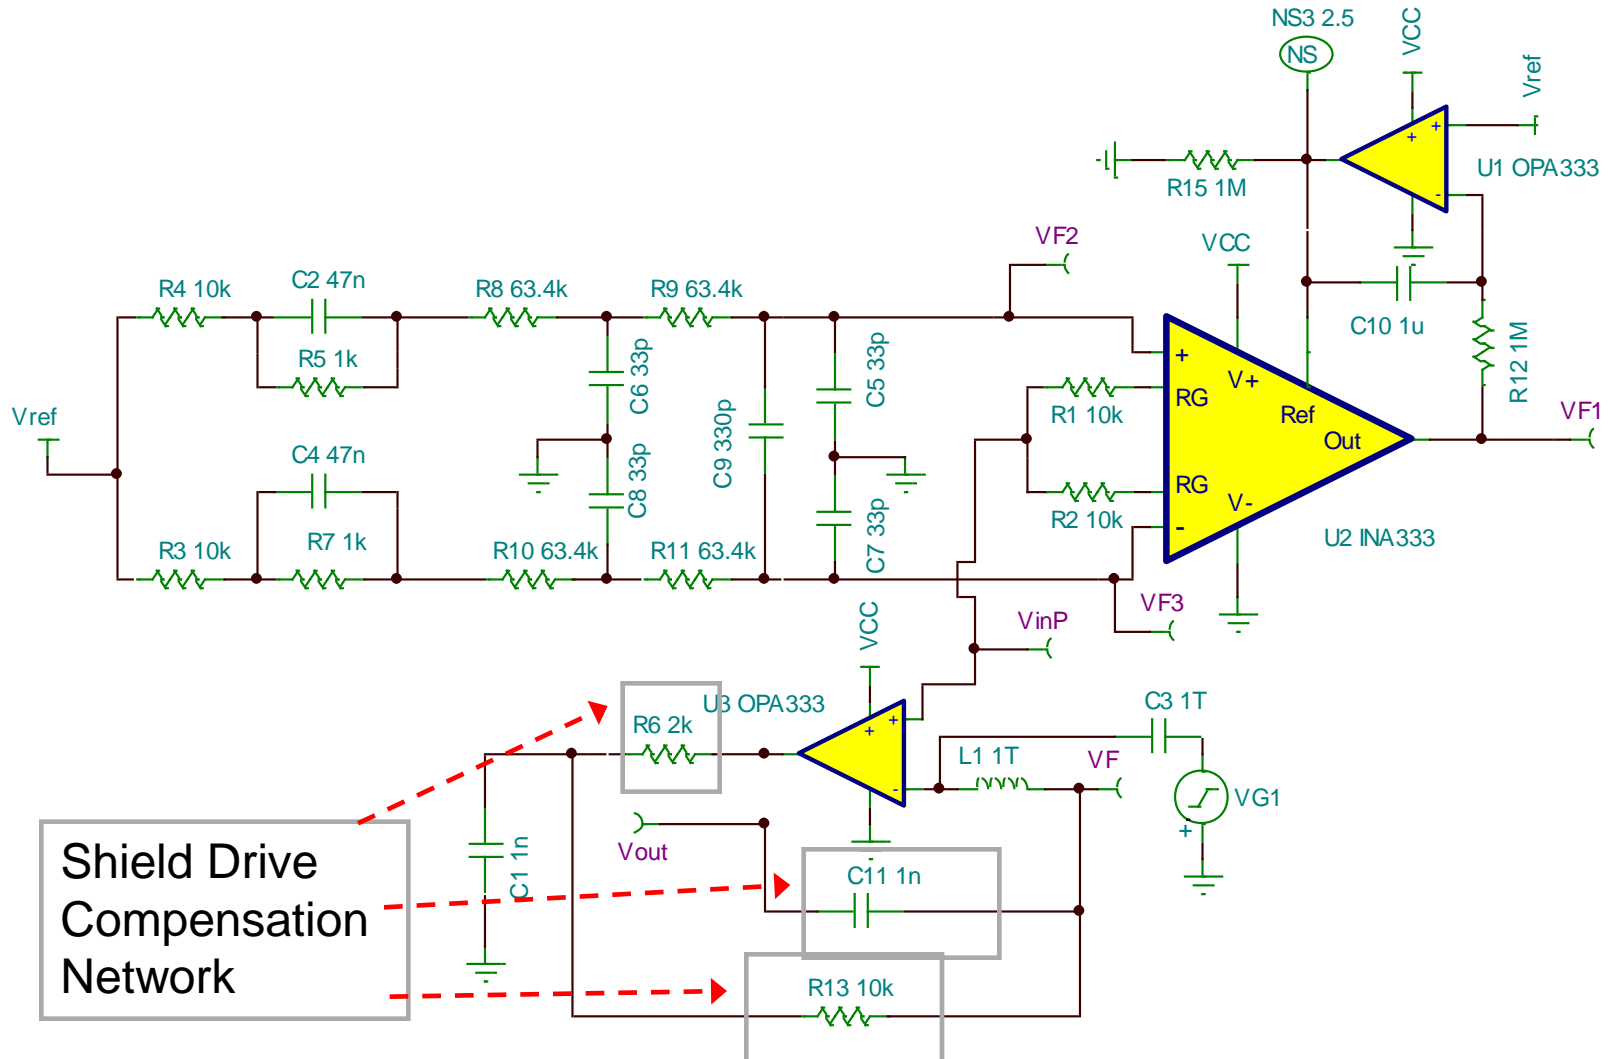 NS3 2.5
NS
VCC
Vref
+
+
-
U1 OPA333
R15 1M
VF2
VCC
R4 10k
C2 47n
R8 63.4k
R9 63.4k
R5 1k
C6 33p
C5 33p
C10 1u
R12 1M
+
V+
RG
R1 10k
Ref
Out
VF1
Vref
C9 330p
C4 47n
C8 33p
C7 33p
RG
R2 10k
V-
-
U2 INA333
R3 10k
R7 1k
R10 63.4k
R11 63.4k
VF3
VinP
VCC
U3 OPA333
R6 2k
+
+
-
C3 1T
L1 1T
VF
VG1
+
Vout
C1 1n
C11 1n
R13 10k
Shield Drive
Compensation
Network